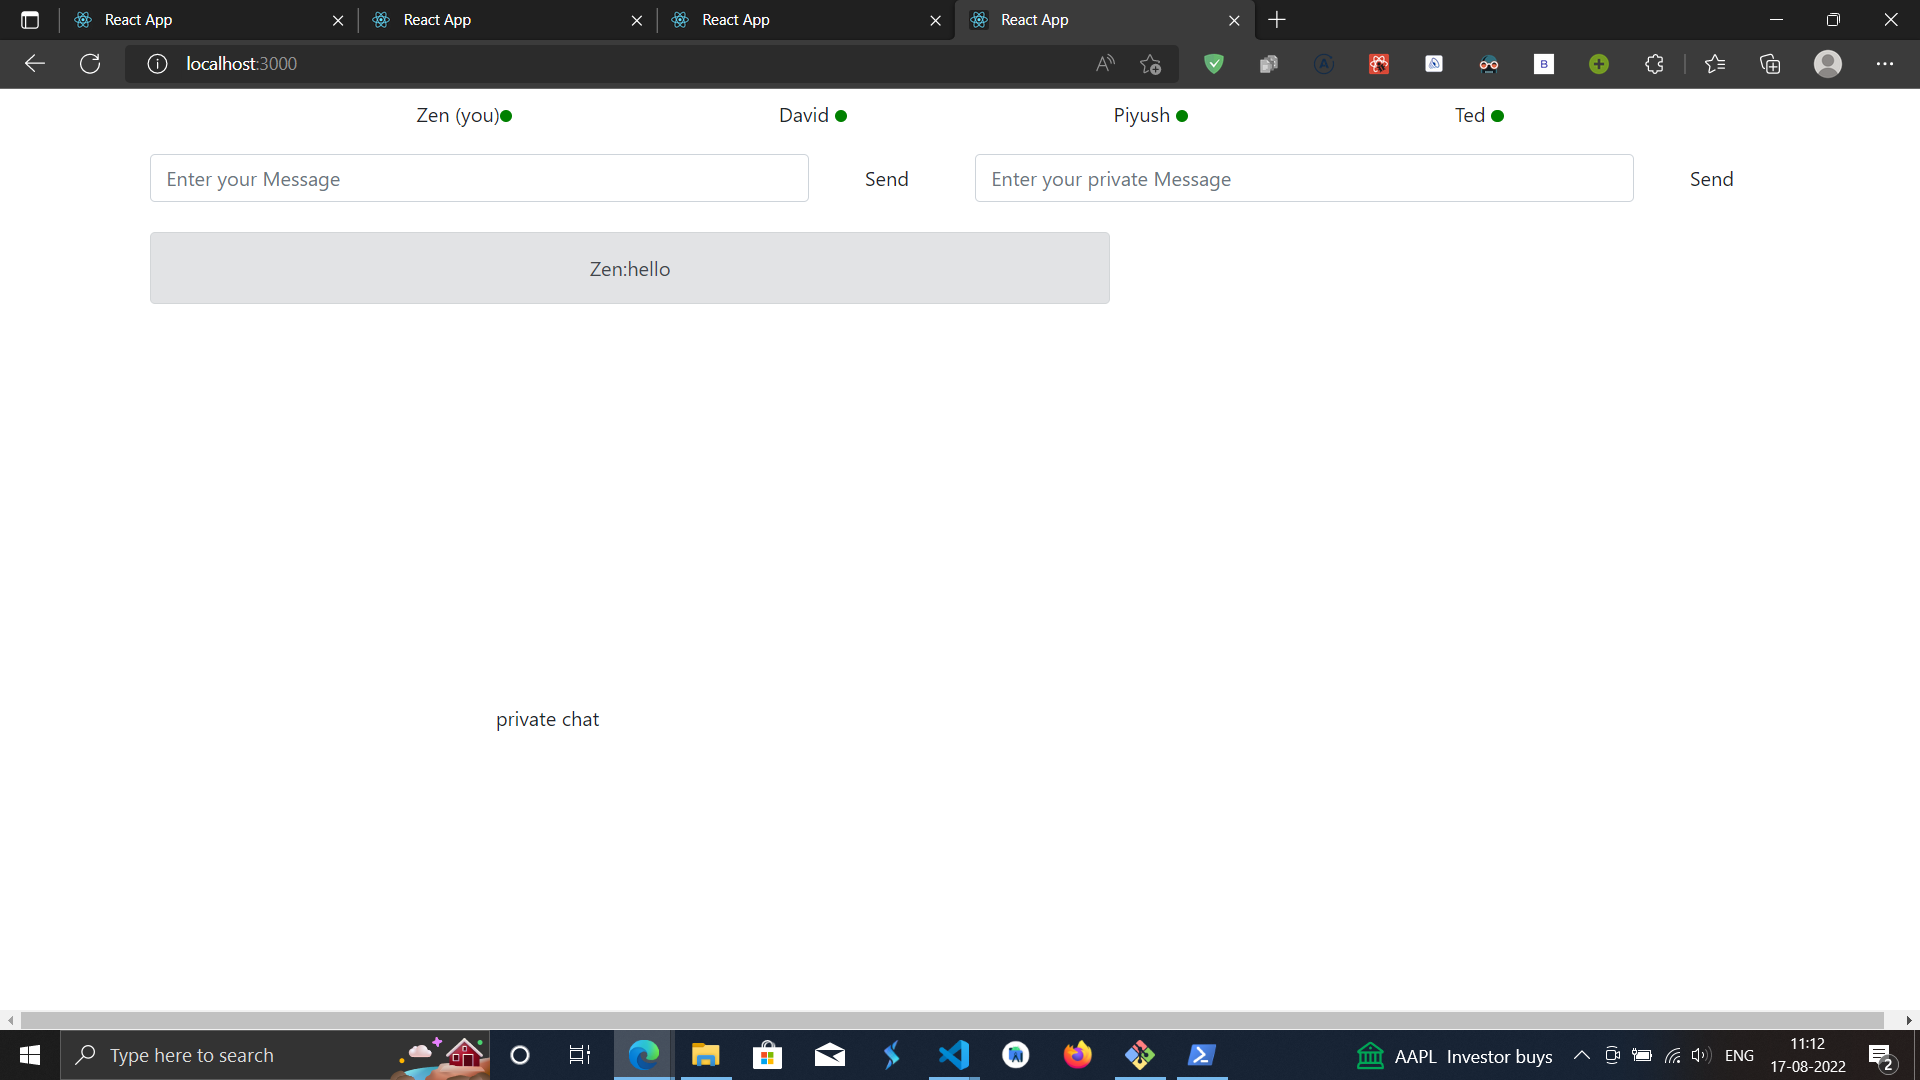 React App
React App
React App
React App
localhost:3000
Zen (you)
David
Piyush
Ted
Enter your Message
Send
Enter your private Message
Send
Zen:hello
private chat
Type here to search
AAPL Investor buys
ENG
11:12
17-08-2022
2